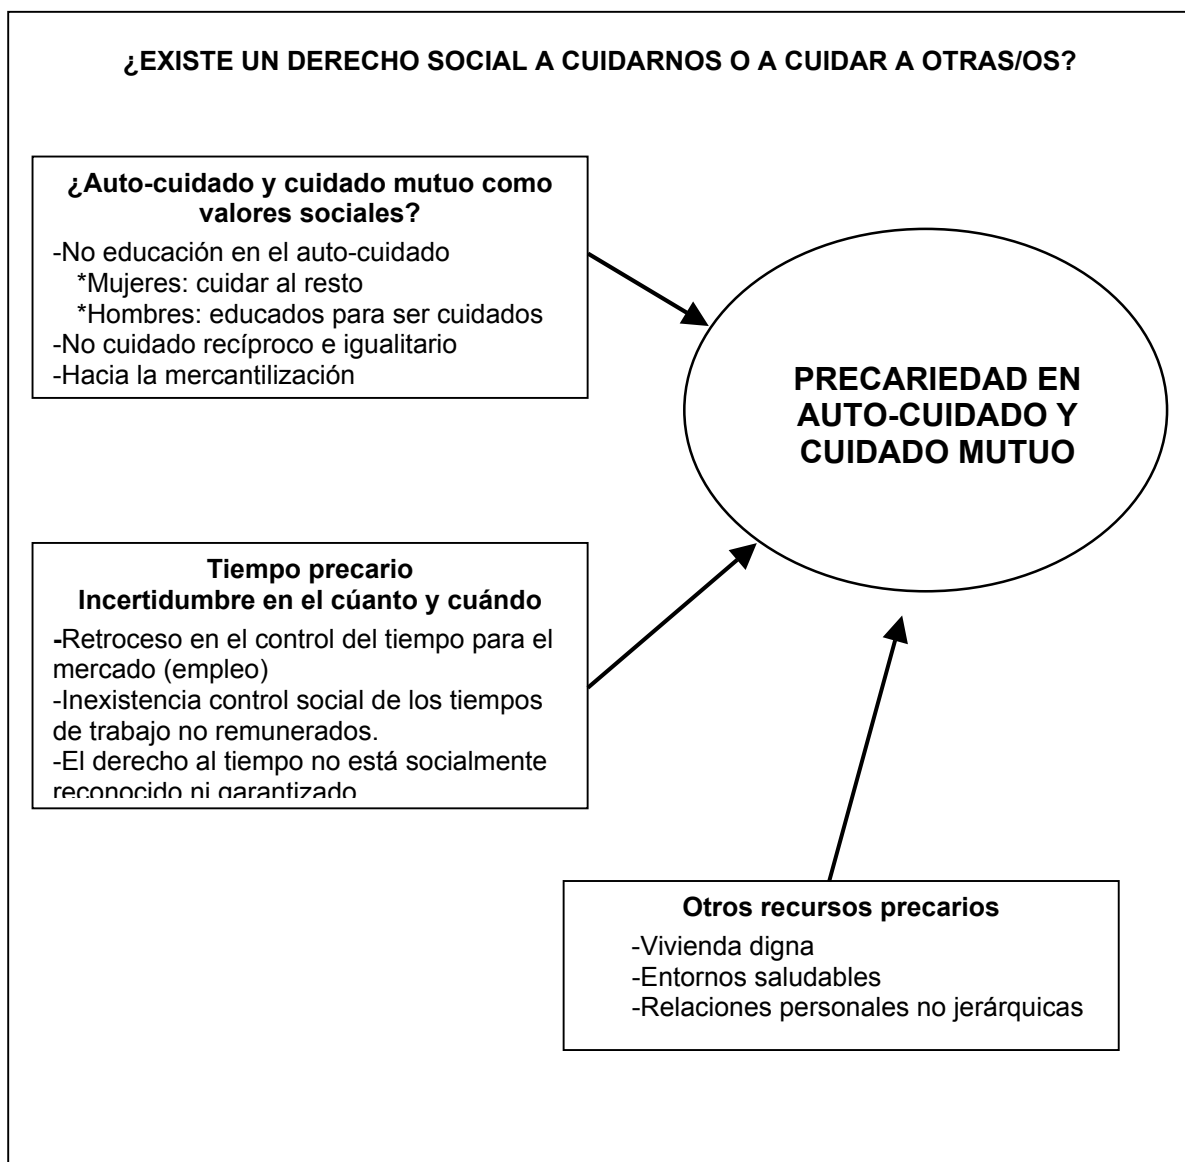 ¿EXISTE UN DERECHO SOCIAL A CUIDARNOS O A CUIDAR A OTRAS/OS?
¿Auto-cuidado y cuidado mutuo como
valores sociales?
-No educación en el auto-cuidado
*Mujeres: cuidar al resto
*Hombres: educados para ser cuidados
-No cuidado recíproco e igualitario
-Hacia la mercantilización
PRECARIEDAD EN
AUTO-CUIDADO Y
CUIDADO MUTUO
Tiempo precario
Incertidumbre en el cúanto y cuándo
-Retroceso en el control del tiempo para el
mercado (empleo)
-Inexistencia control social de los tiempos
de trabajo no remunerados.
-El derecho al tiempo no está socialmente
reconocido ni garantizado
Otros recursos precarios
-Vivienda digna
-Entornos saludables
-Relaciones personales no jerárquicas